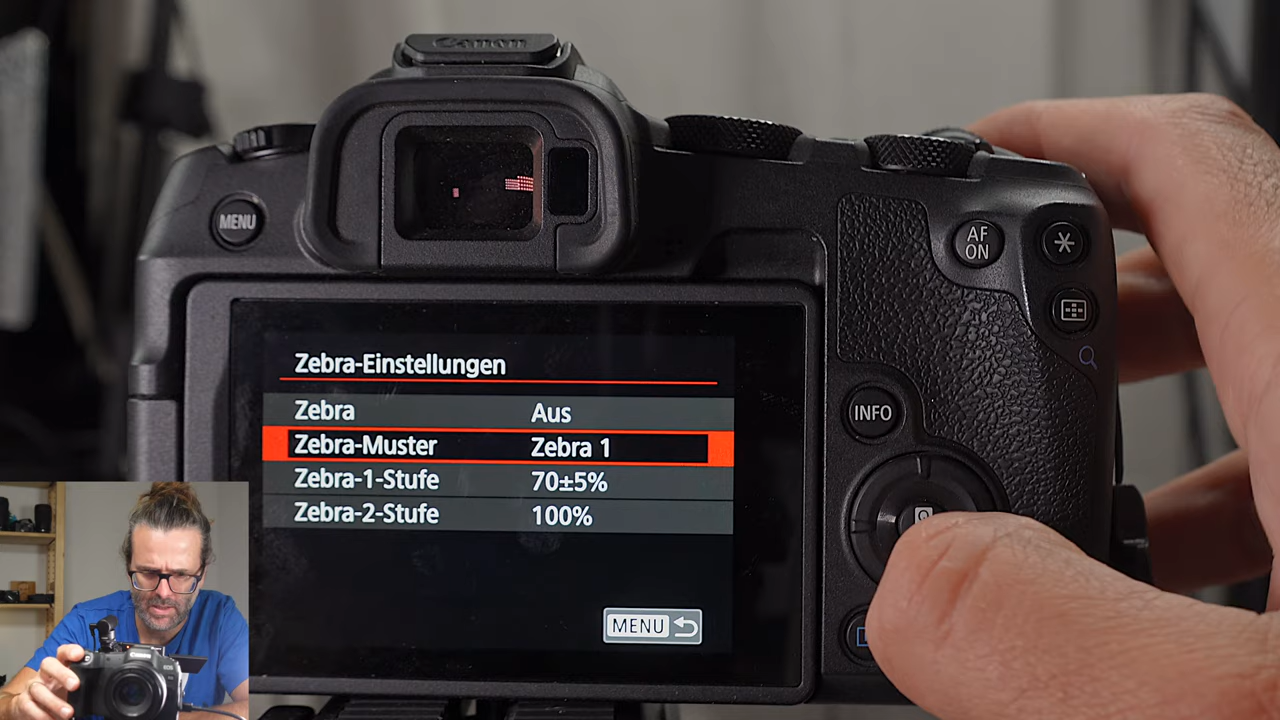 Canon
MENU
AF
ON
INFO
Q
Zebra-Einstellungen
Zebra Aus
Zebra-Muster Zebra 1
Zebra-1-Stufe 70±5%
Zebra-2-Stufe 100%
MENU
Canon